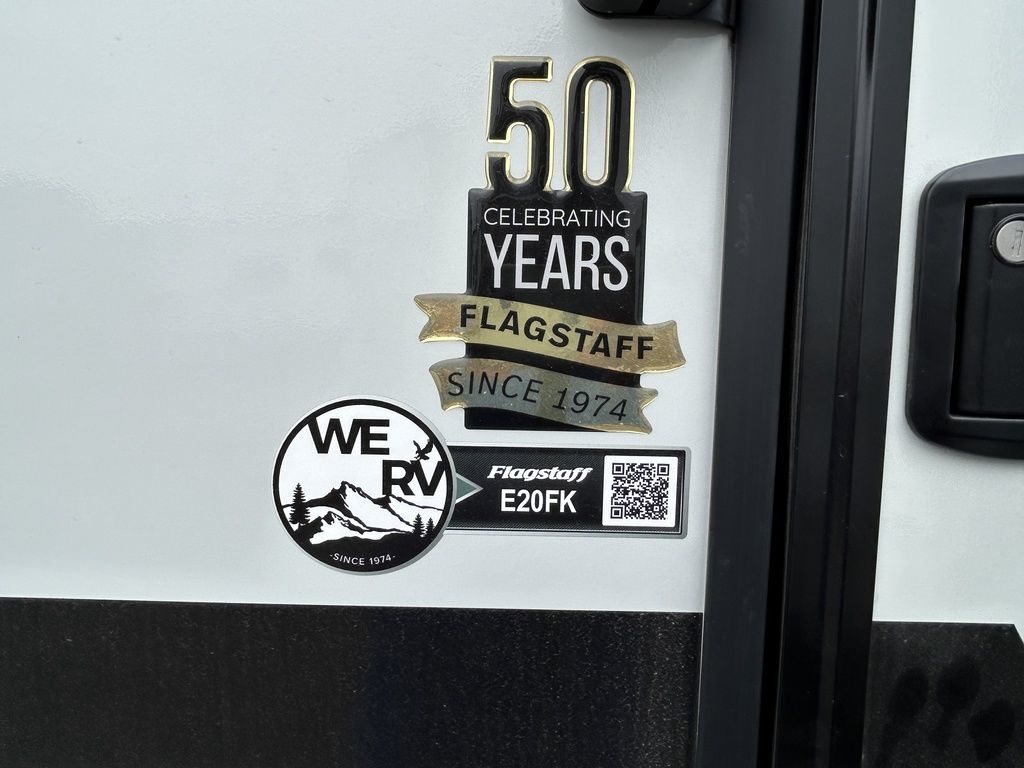 50
CELEBRATING
YEARS
FLAGSTAFF
SINCE 1974
WE
RV
-SINCE 1974-
Flagstaff
E20FK